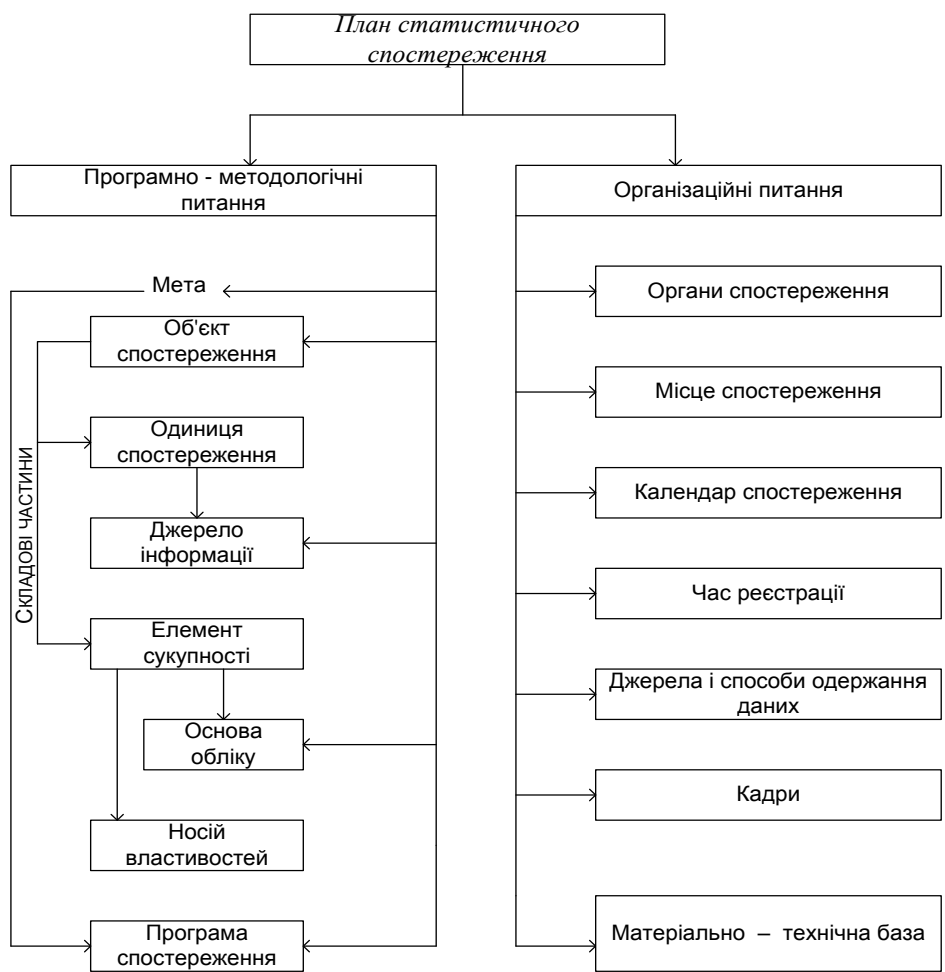 План статистичного
спостереження
Програмно - методологічні
питання
Мета
Об'єкт
спостереження
Одиниця
спостереження
Джерело
інформації
СКЛАДОВІ ЧАСТИНИ
Елемент
сукупності
Основа
обліку
Носій
властивостей
Програма
спостереження
Організаційні питання
Органи спостереження
Місце спостереження
Календар спостереження
Час реєстрації
Джерела і способи одержання
даних
Кадри
Матеріально – технічна база